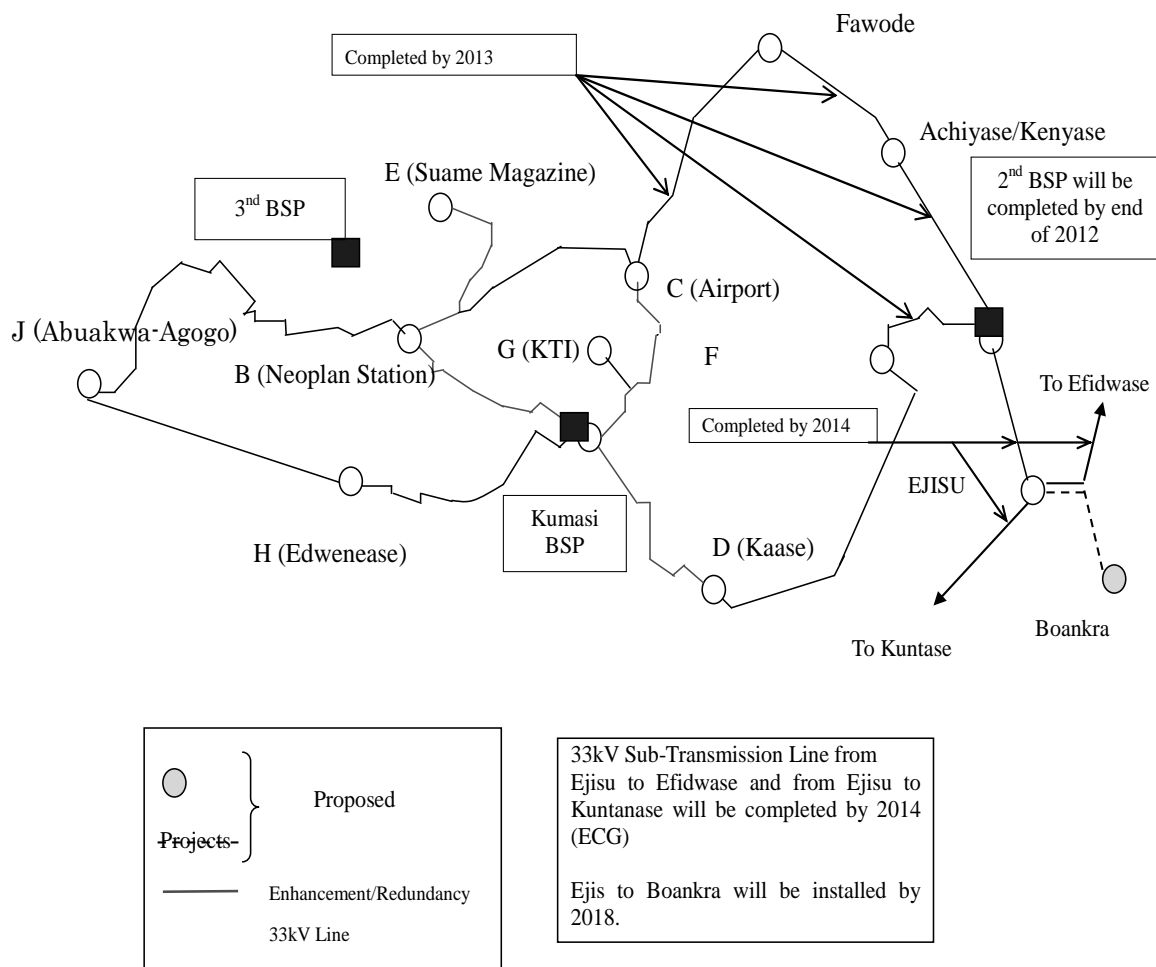 Fawode
Completed by 2013
Achiyase/Kenyase
E (Suame Magazine)
2nd BSP will be
completed by end
of 2012
3nd BSP
C (Airport)
J (Abuakwa-Agogo)
G (KTI)
F
B (Neoplan Station)
To Efidwase
Completed by 2014
EJISU
Kumasi
BSP
H (Edwenease)
D (Kaase)
To Kuntase
Boankra
Proposed
Projects
Enhancement/Redundancy
33kV Line
33kV Sub-Transmission Line from
Ejisu to Efidwase and from Ejisu to
Kuntanase will be completed by 2014
(ECG)
Ejis to Boankra will be installed by
2018.